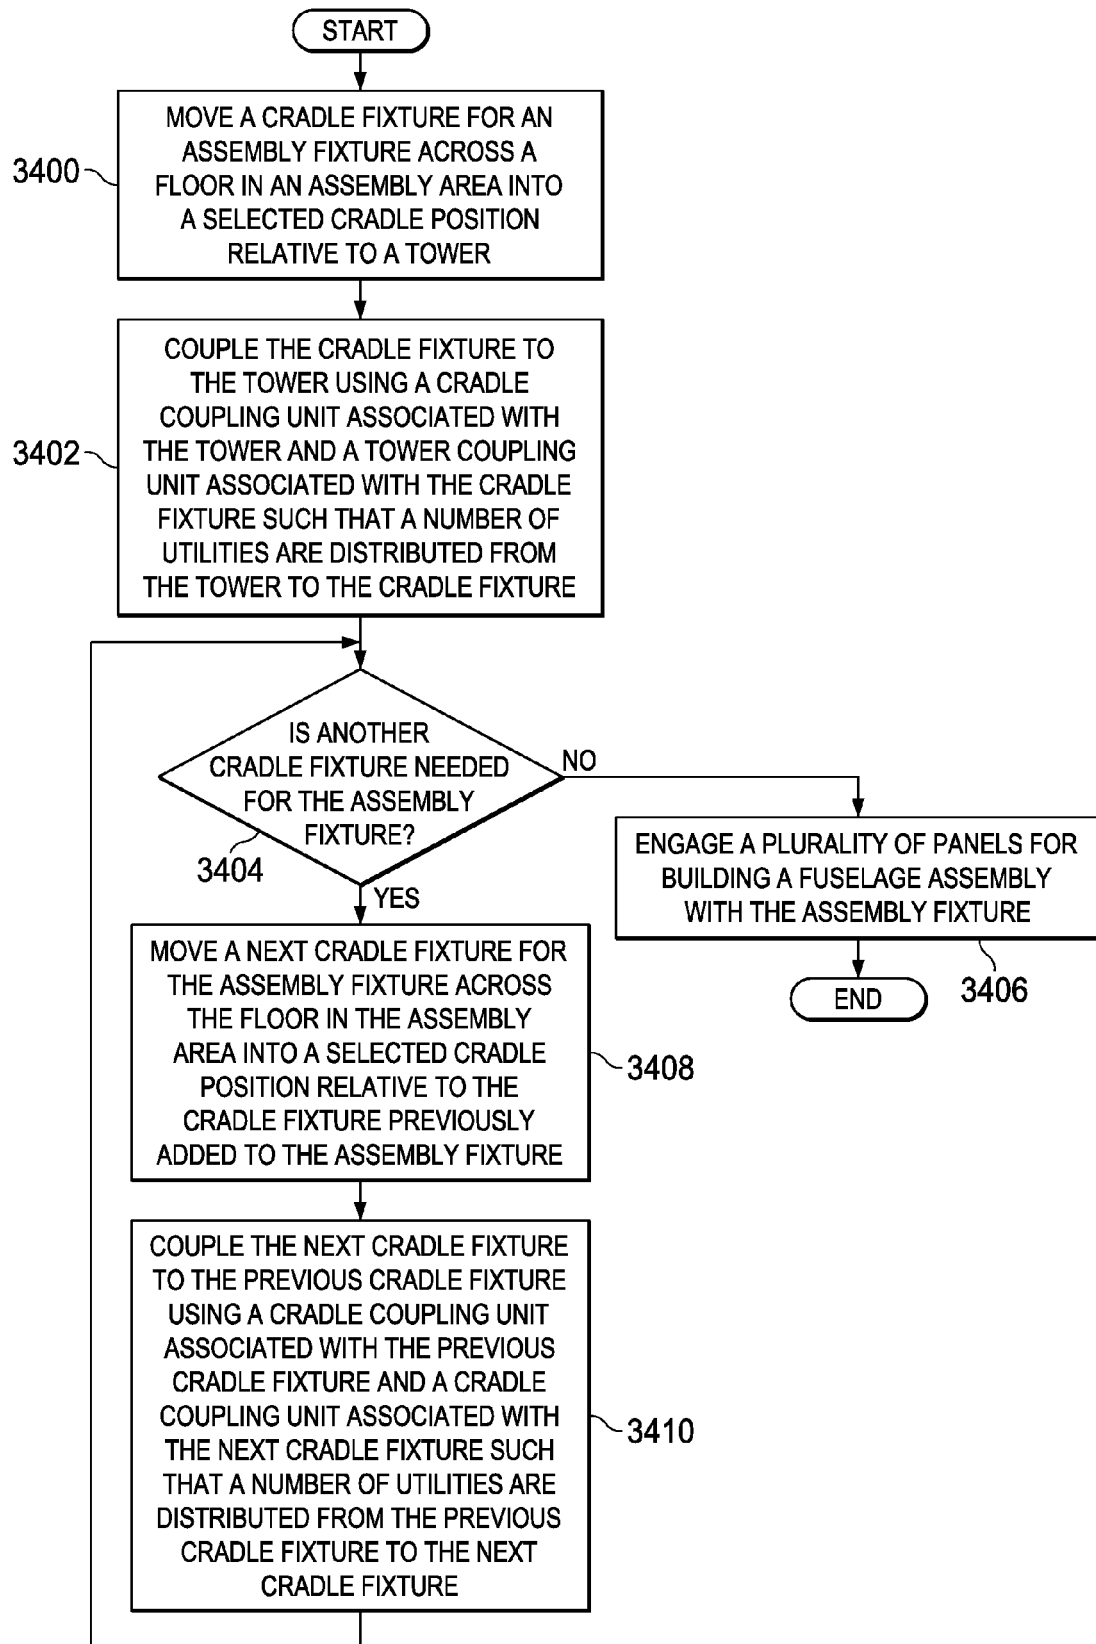 START
MOVE A CRADLE FIXTURE FOR AN
ASSEMBLY FIXTURE ACROSS A
FLOOR IN AN ASSEMBLY AREA INTO
A SELECTED CRADLE POSITION
RELATIVE TO A TOWER
3400
COUPLE THE CRADLE FIXTURE TO
THE TOWER USING A CRADLE
COUPLING UNIT ASSOCIATED WITH
THE TOWER AND A TOWER COUPLING
UNIT ASSOCIATED WITH THE CRADLE
FIXTURE SUCH THAT A NUMBER OF
UTILITIES ARE DISTRIBUTED FROM
THE TOWER TO THE CRADLE FIXTURE
3402
IS ANOTHER
CRADLE FIXTURE NEEDED
FOR THE ASSEMBLY
FIXTURE?
3404
NO
ENGAGE A PLURALITY OF PANELS FOR
BUILDING A FUSELAGE ASSEMBLY
WITH THE ASSEMBLY FIXTURE
3406
END
YES
MOVE A NEXT CRADLE FIXTURE FOR
THE ASSEMBLY FIXTURE ACROSS
THE FLOOR IN THE ASSEMBLY
AREA INTO A SELECTED CRADLE
POSITION RELATIVE TO THE
CRADLE FIXTURE PREVIOUSLY
ADDED TO THE ASSEMBLY FIXTURE
3408
COUPLE THE NEXT CRADLE FIXTURE
TO THE PREVIOUS CRADLE FIXTURE
USING A CRADLE COUPLING UNIT
ASSOCIATED WITH THE PREVIOUS
CRADLE FIXTURE AND A CRADLE
COUPLING UNIT ASSOCIATED WITH
THE NEXT CRADLE FIXTURE SUCH
THAT A NUMBER OF UTILITIES ARE
DISTRIBUTED FROM THE PREVIOUS
CRADLE FIXTURE TO THE NEXT
CRADLE FIXTURE
3410